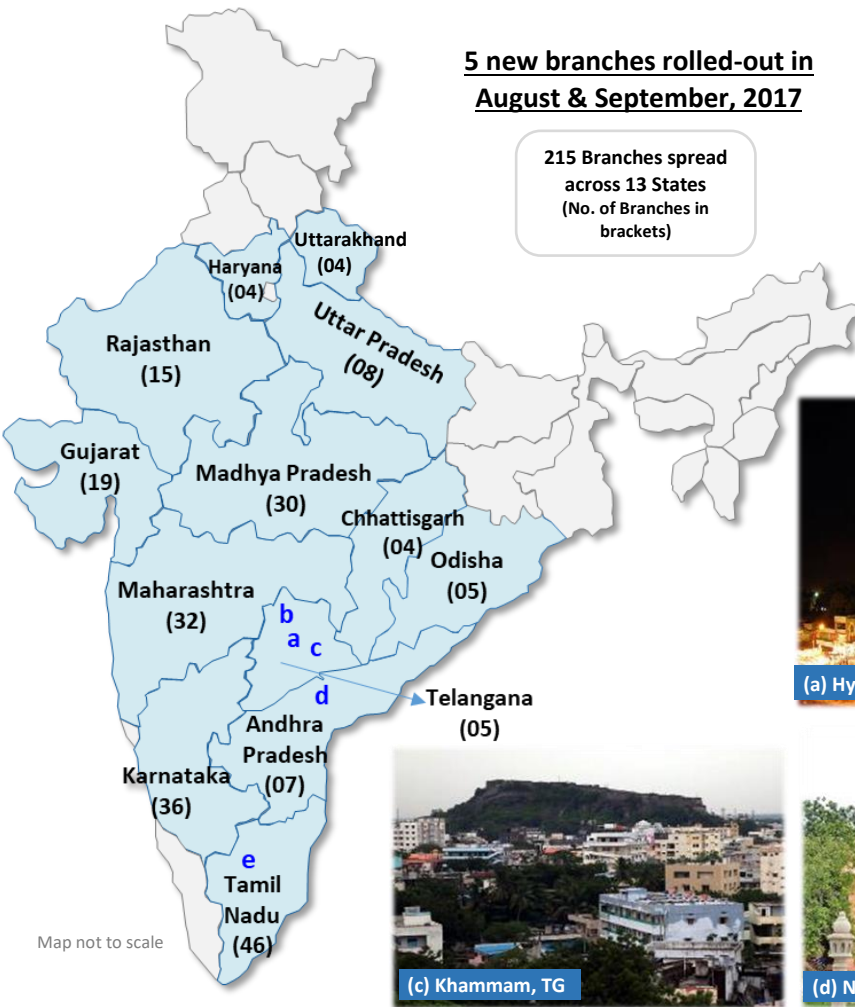 5 new branches rolled-out in
August & September, 2017
215 Branches spread
across 13 States
(No. of Branches in
brackets)
Uttarakhand
(04)
Haryana
(04)
Uttar Pradesh
(08)
Rajasthan
(15)
Gujarat
(19)
Madhya Pradesh
(30)
Chhattisgarh
(04)
Odisha
(05)
Maharashtra
(32)
b
a
c
d
Telangana
(05)
Andhra
Pradesh
(07)
Karnataka
(36)
e
Tamil
Nadu
(46)
Map not to scale
(a) Hy
(c) Khammam, TG
(d) N